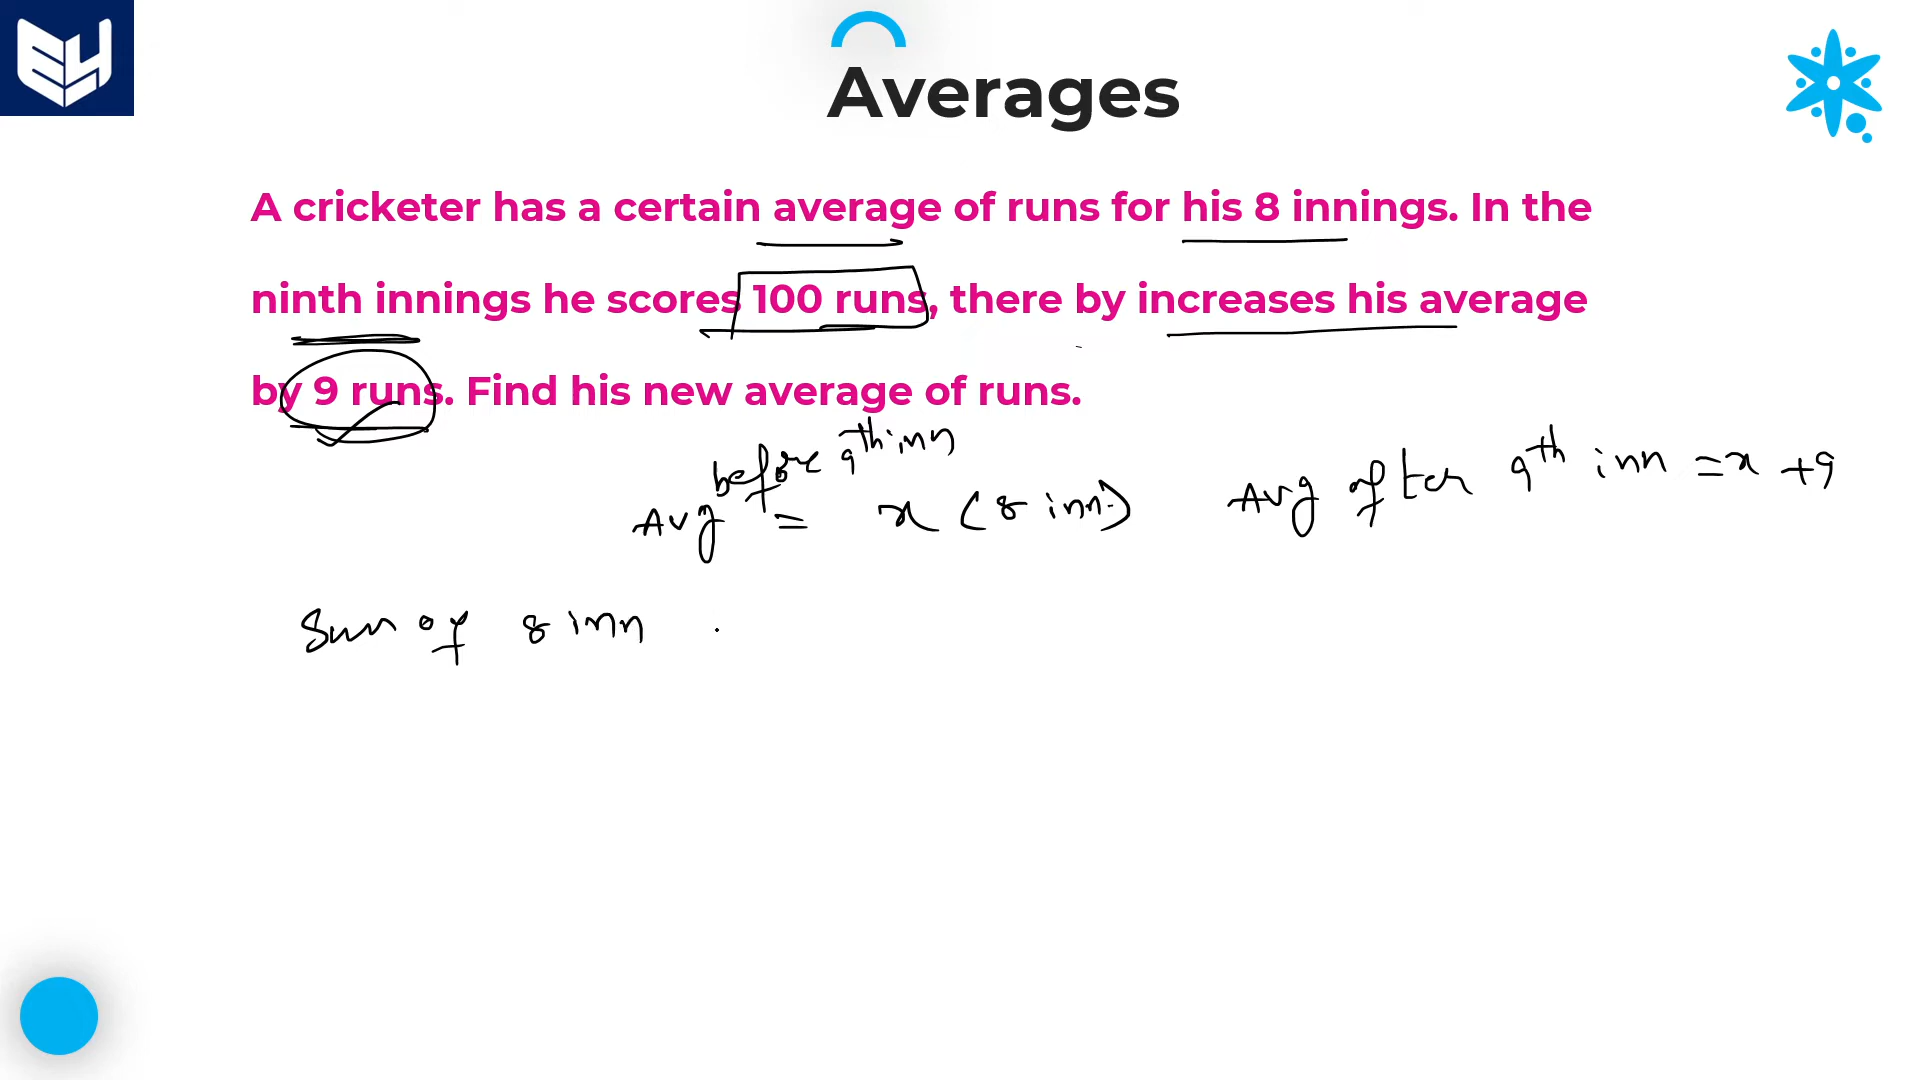 Averages
A cricketer has a certain average of runs for his 8 innings. In the
ninth innings he scores 100 runs, there by increases his average
by 9 runs. Find his new average of runs.
before 9th inn
Avg = x (8 inn.)
Avg after 9th inn = x +9
Sum of 8 inn